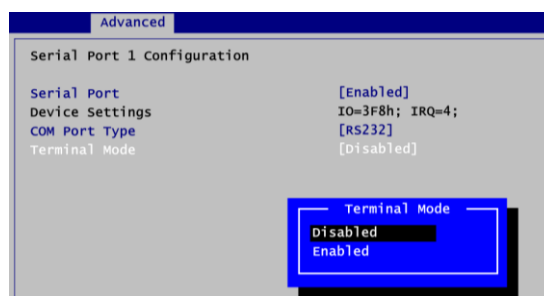 Advanced
Serial Port 1 Configuration
Serial Port [Enabled]
Device Settings IO=3F8h; IRQ=4;
COM Port Type [RS232]
Terminal Mode [Disabled]
Terminal Mode
Disabled
Enabled